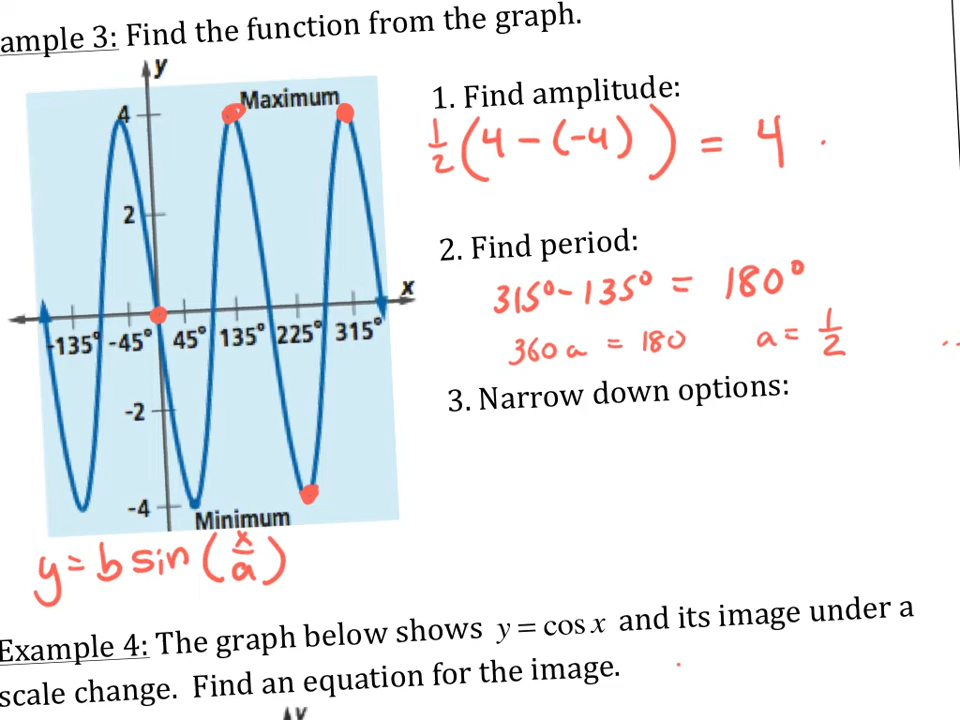 ample 3: Find the function from the graph.
y
4
Maximum
2
x
-135° -45° 45° 135° 225° 315°
-2
-4
Minimum
y = b sin (x/a)
1. Find amplitude:
1/2 (4 - (-4)) = 4 .
2. Find period:
315° - 135° = 180°
360 a = 180 a = 1/2
3. Narrow down options:
Example 4: The graph below shows y = cos x and its image under a
scale change. Find an equation for the image.
y